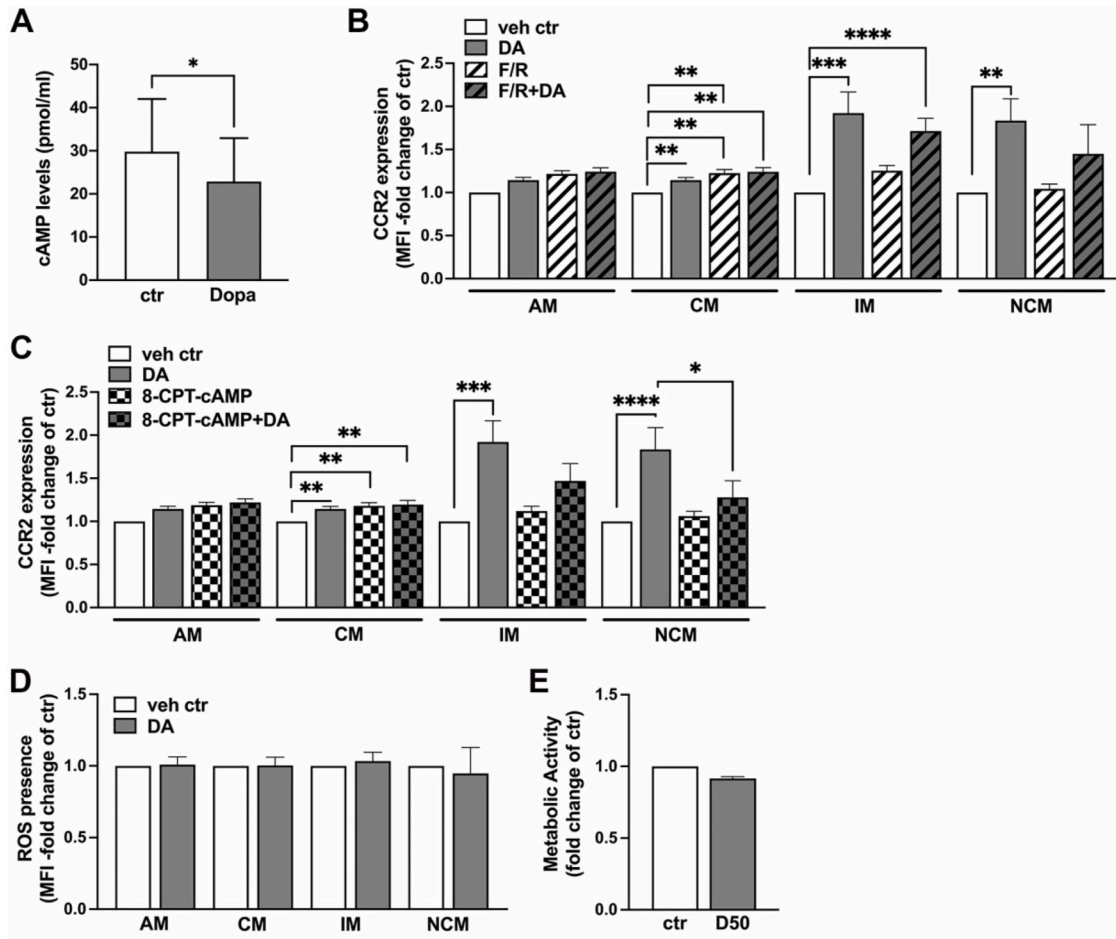 A
cAMP levels (pmol/ml)
50
40
30
20
10
0
*
ctr Dopa
B
veh ctr
DA
F/R
F/R+DA
CCR2 expression
(MFI -fold change of ctr)
2.5
2.0
1.5
1.0
0.5
0.0
**
**
**
**
****
***
**
AM CM IM NCM
C
veh ctr
DA
8-CPT-cAMP
8-CPT-cAMP+DA
CCR2 expression
(MFI -fold change of ctr)
2.5
2.0
1.5
1.0
0.5
0.0
**
**
**
***
****
*
AM CM IM NCM
D
veh ctr
DA
ROS presence
(MFI -fold change of ctr)
1.5
1.0
0.5
0.0
AM CM IM NCM
E
Metabolic Activity
(fold change of ctr)
1.5
1.0
0.5
0.0
ctr D50